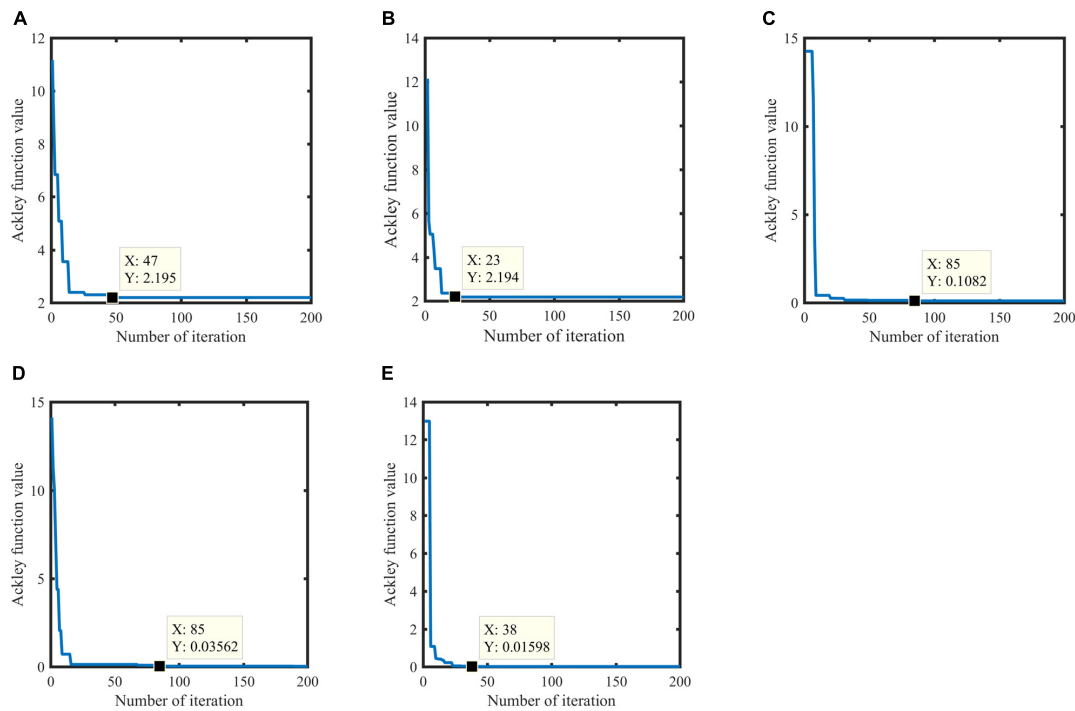 A
Ackley function value
12
10
8
6
4
2
X: 47
Y: 2.195
0 50 100 150 200
Number of iteration
B
Ackley function value
14
12
10
8
6
4
2
X: 23
Y: 2.194
0 50 100 150 200
Number of iteration
C
Ackley function value
15
10
5
0
X: 85
Y: 0.1082
0 50 100 150 200
Number of iteration
D
Ackley function value
15
10
5
0
X: 85
Y: 0.03562
0 50 100 150 200
Number of iteration
E
Ackley function value
14
12
10
8
6
4
2
0
X: 38
Y: 0.01598
0 50 100 150 200
Number of iteration